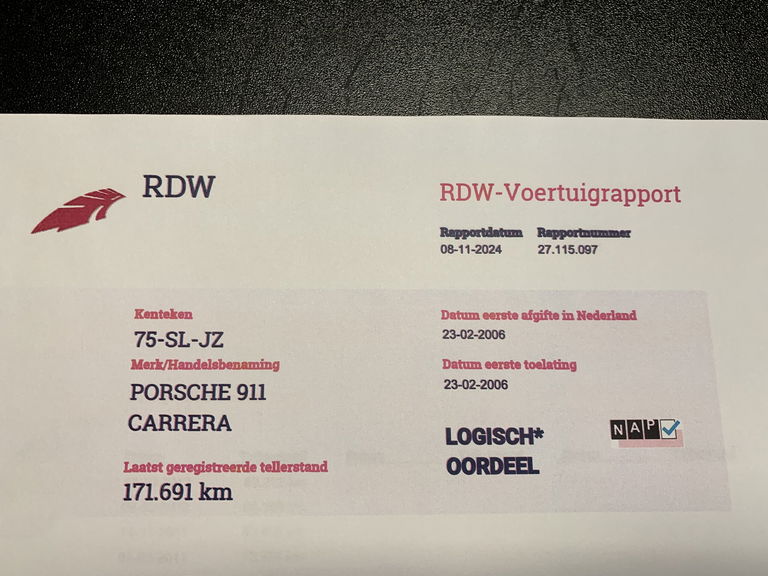 RDW
RDW-Voertuigrapport
Rapportdatum Rapportnummer
08-11-2024 27.115.097
Kenteken
75-SL-JZ
Merk/Handelsbenaming
PORSCHE 911
CARRERA
Laatst geregistreerde tellerstand
171.691 km
Datum eerste afgifte in Nederland
23-02-2006
Datum eerste toelating
23-02-2006
LOGISCH*
OORDEEL
NAP